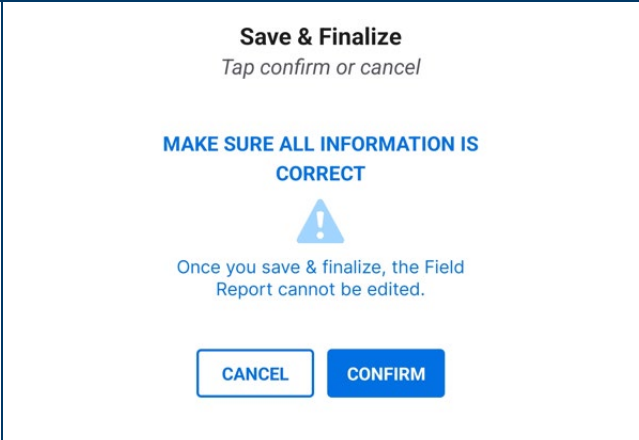 Save & Finalize
Tap confirm or cancel
MAKE SURE ALL INFORMATION IS
CORRECT
Once you save & finalize, the Field
Report cannot be edited.
CANCEL CONFIRM